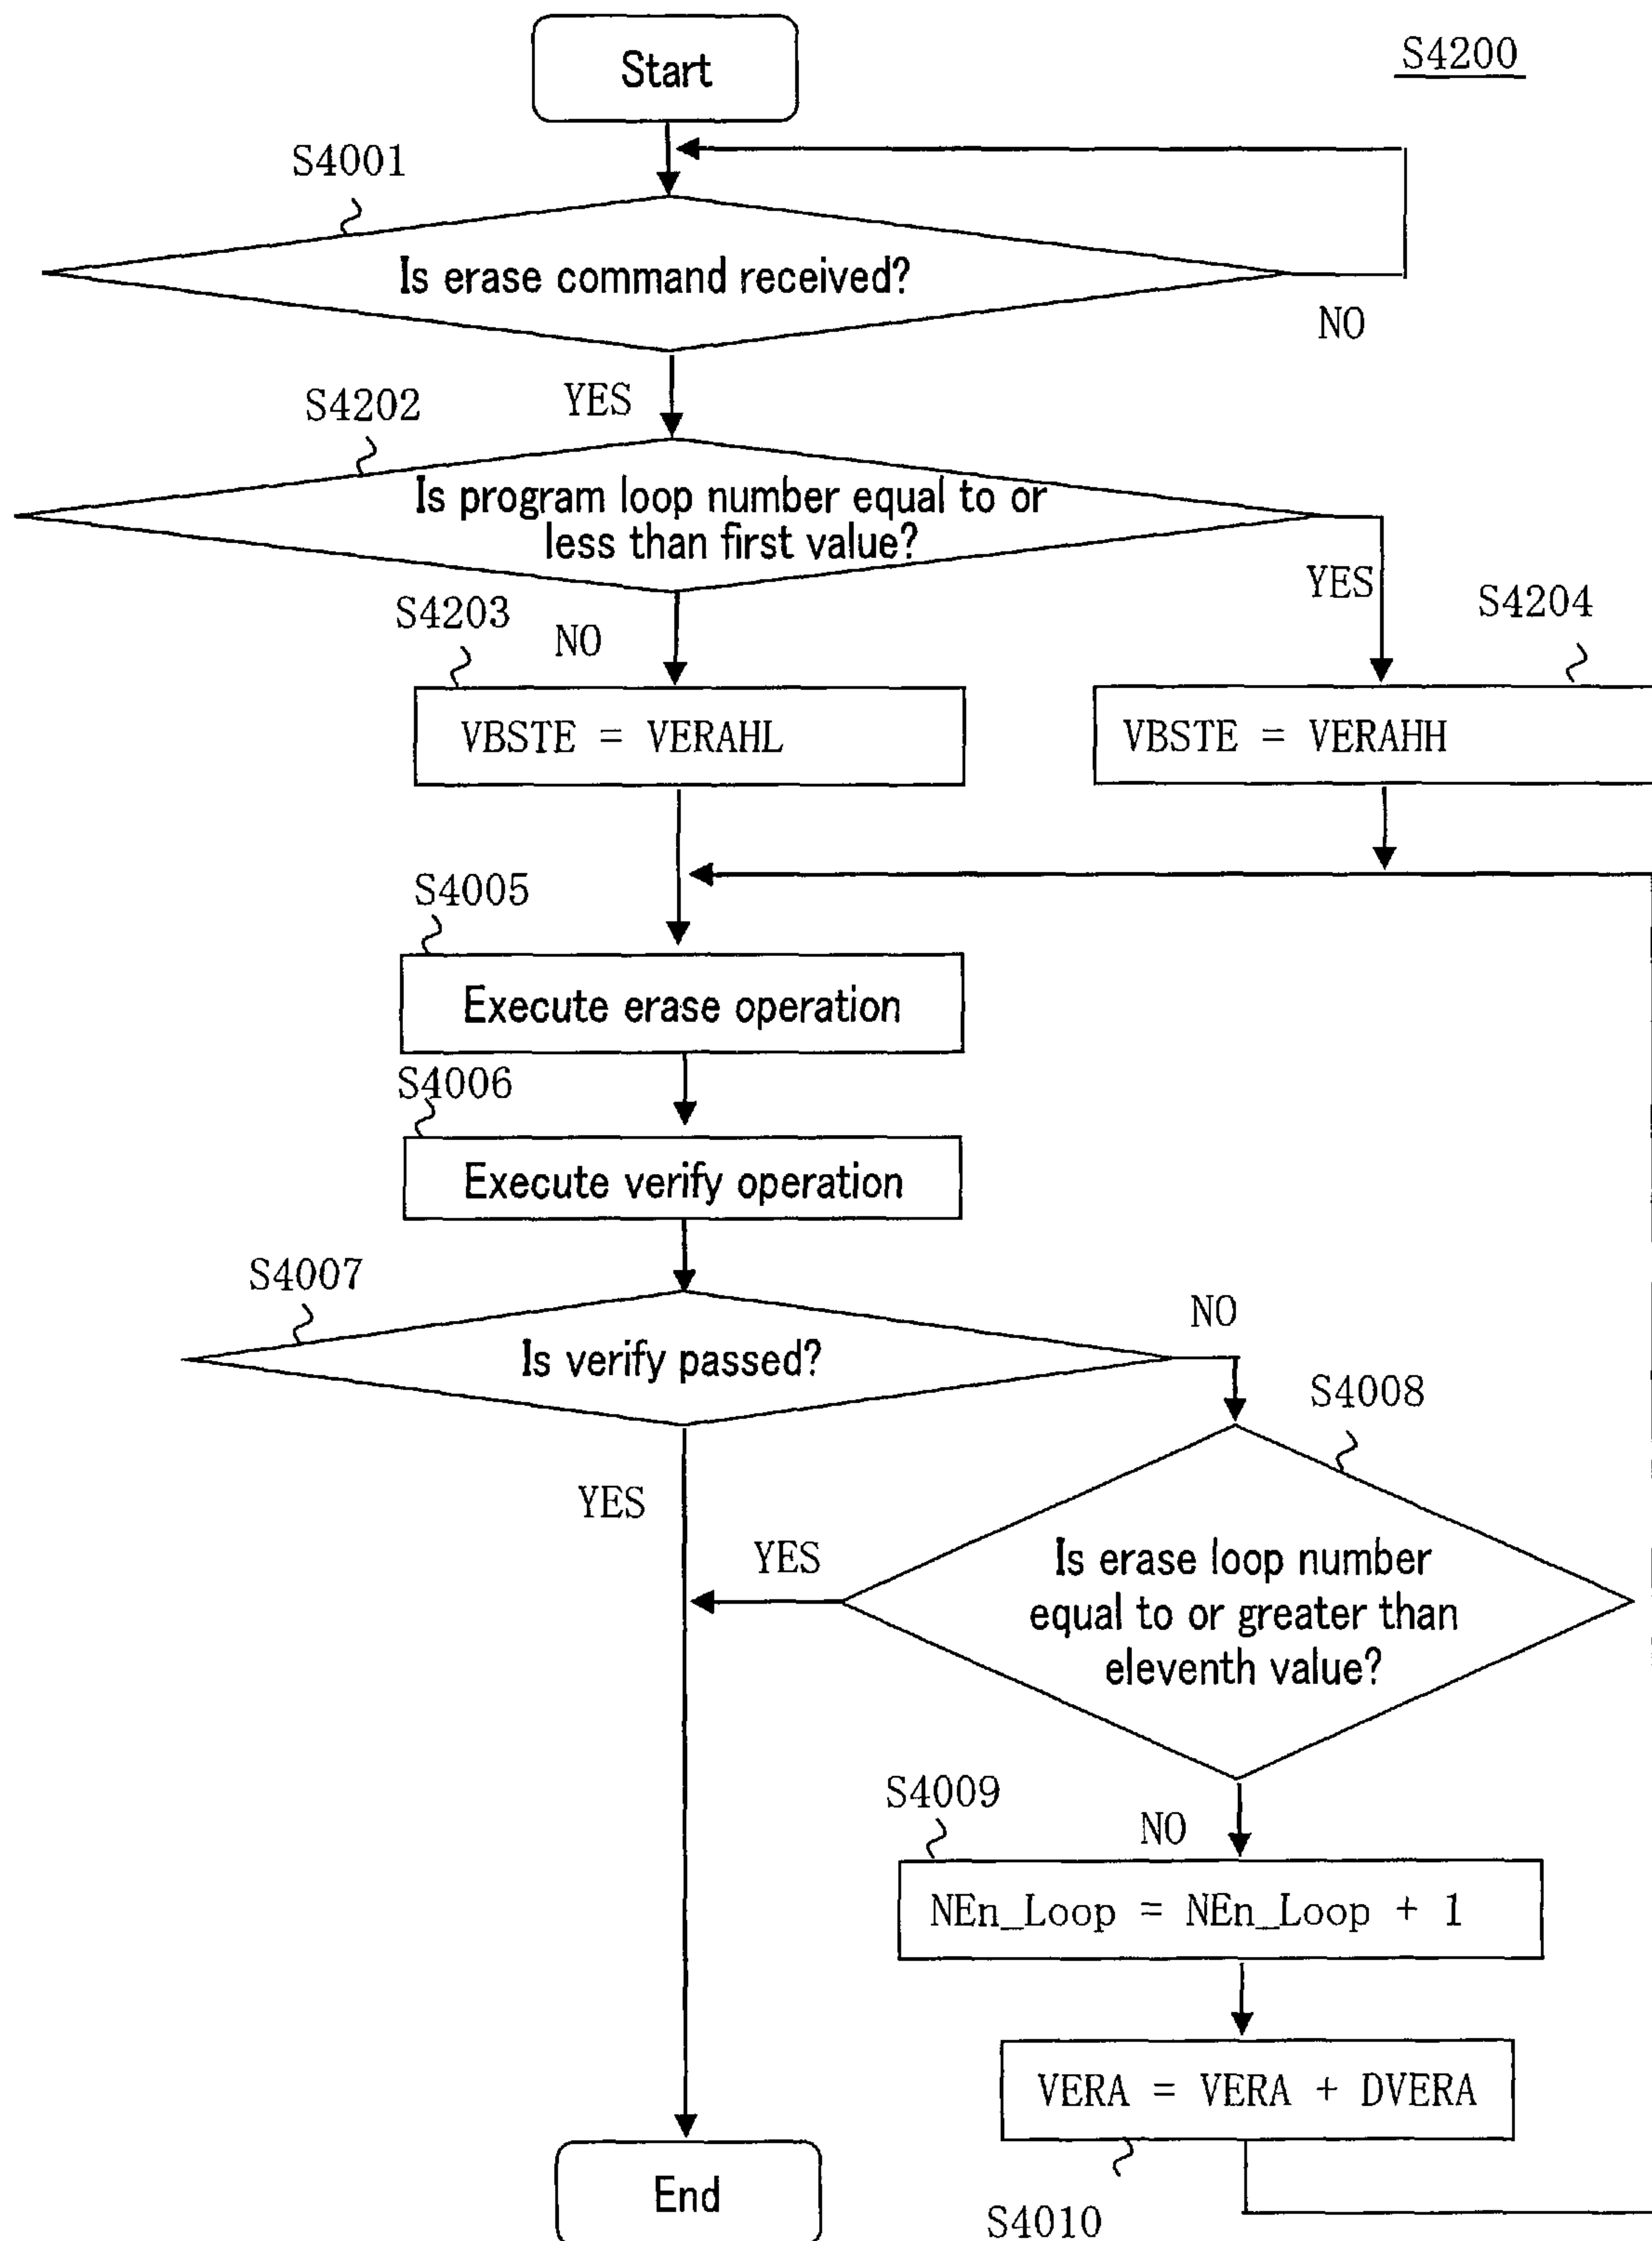 S4200
Start
S4001
Is erase command received?
NO
YES
S4202
Is program loop number equal to or
less than first value?
YES
S4203
NO
S4204
VBSTE = VERAHL
VBSTE = VERAHH
S4005
Execute erase operation
S4006
Execute verify operation
S4007
NO
Is verify passed?
S4008
YES
YES
Is erase loop number
equal to or greater than
eleventh value?
S4009
NO
NEn_Loop = NEn_Loop + 1
VERA = VERA + DVERA
End
S4010